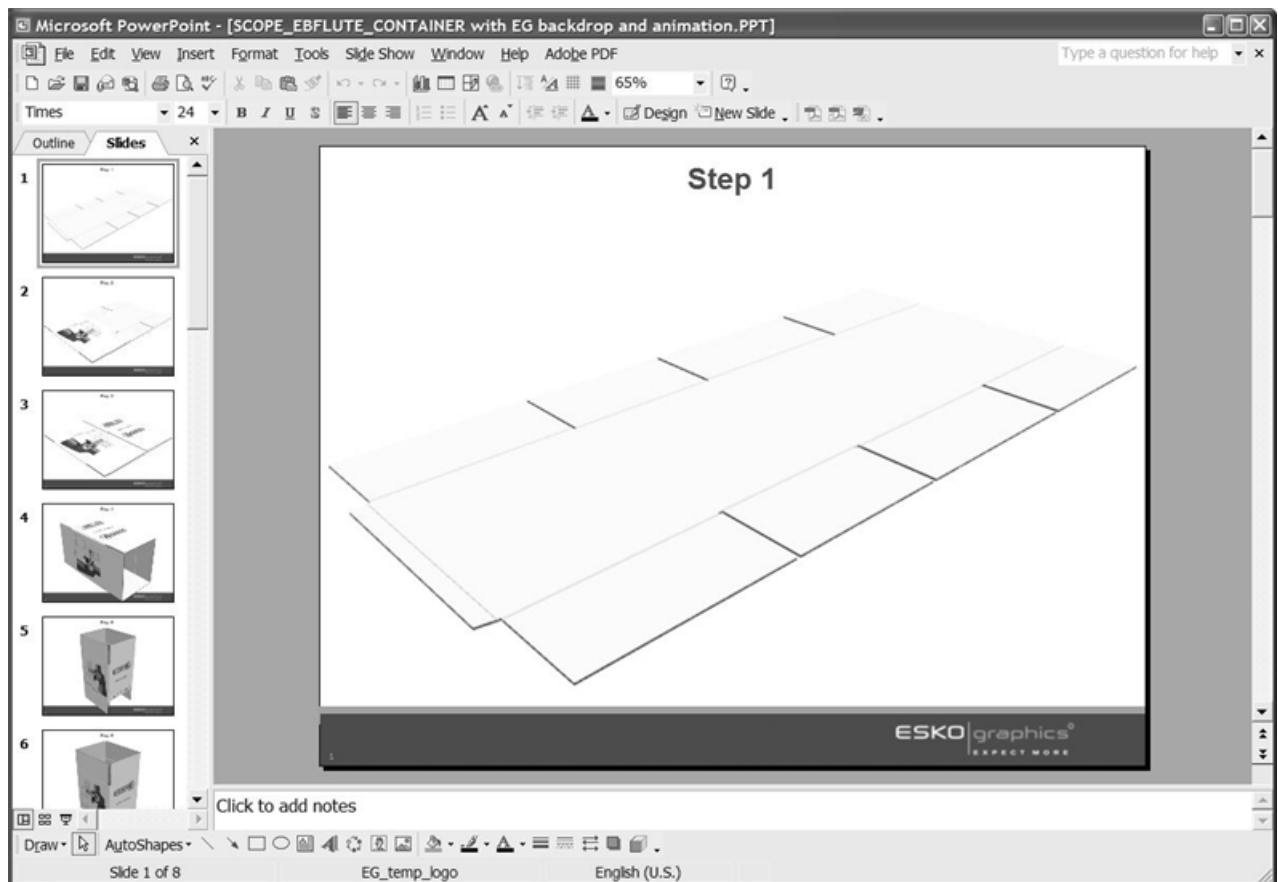 Microsoft PowerPoint - [SCOPE_EBFLUTE_CONTAINER with EG backdrop and animation.PPT]
File Edit View Insert Format Tools Slide Show Window Help Adobe PDF Type a question for help
65%
Times 24 B I U S A A A Design New Slide
Outline Slides
1
2
3
4
5
6
Step 1
ESKO graphics
EXPECT MORE
1
Click to add notes
Draw AutoShapes
Slide 1 of 8 EG_temp_logo English (U.S.)